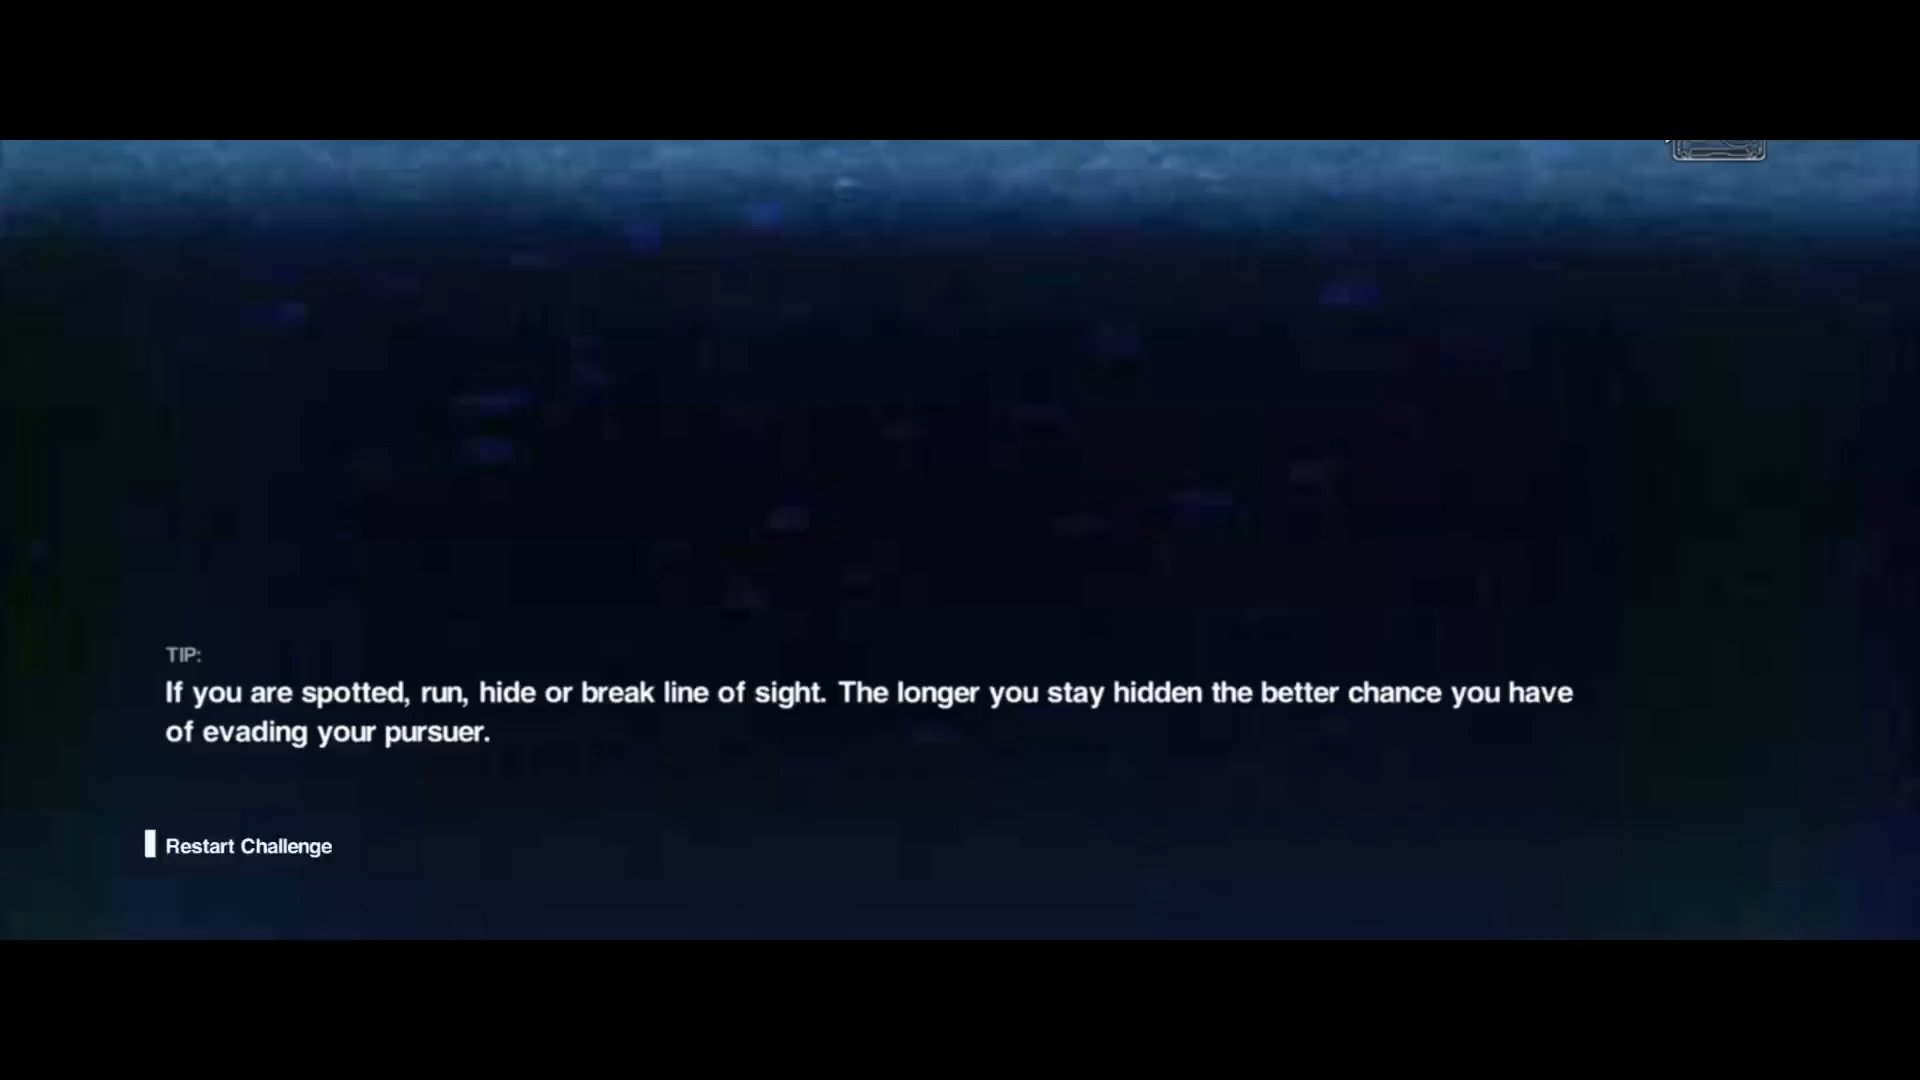 TIP:
If you are spotted, run, hide or break line of sight. The longer you stay hidden the better chance you have
of evading your pursuer.
Restart Challenge